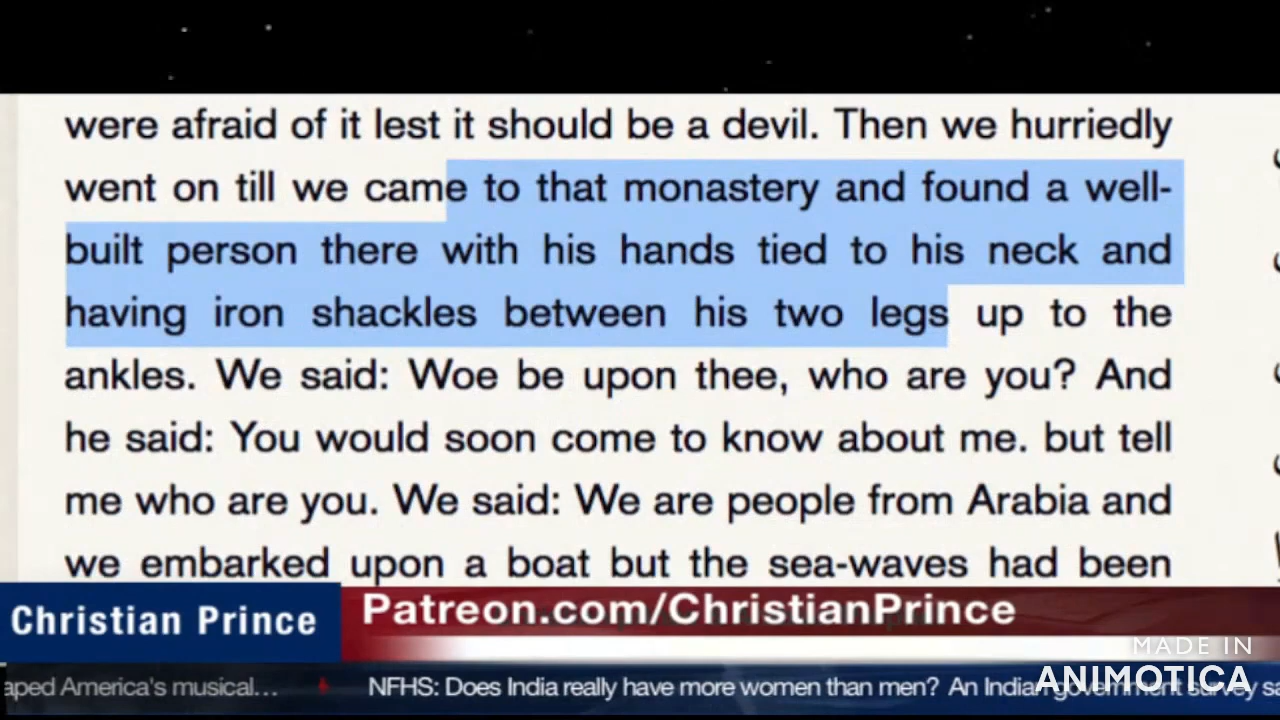 were afraid of it lest it should be a devil. Then we hurriedly
went on till we came to that monastery and found a well-
built person there with his hands tied to his neck and
having iron shackles between his two legs up to the
ankles. We said: Woe be upon thee, who are you? And
he said: You would soon come to know about me. but tell
me who are you. We said: We are people from Arabia and
we embarked upon a boat but the sea-waves had been
Christian Prince
Patreon.com/ChristianPrince
MADE IN
ANIMOTICA
aped America's musical... NFHS: Does India really have more women than men? An Indian government survey sa